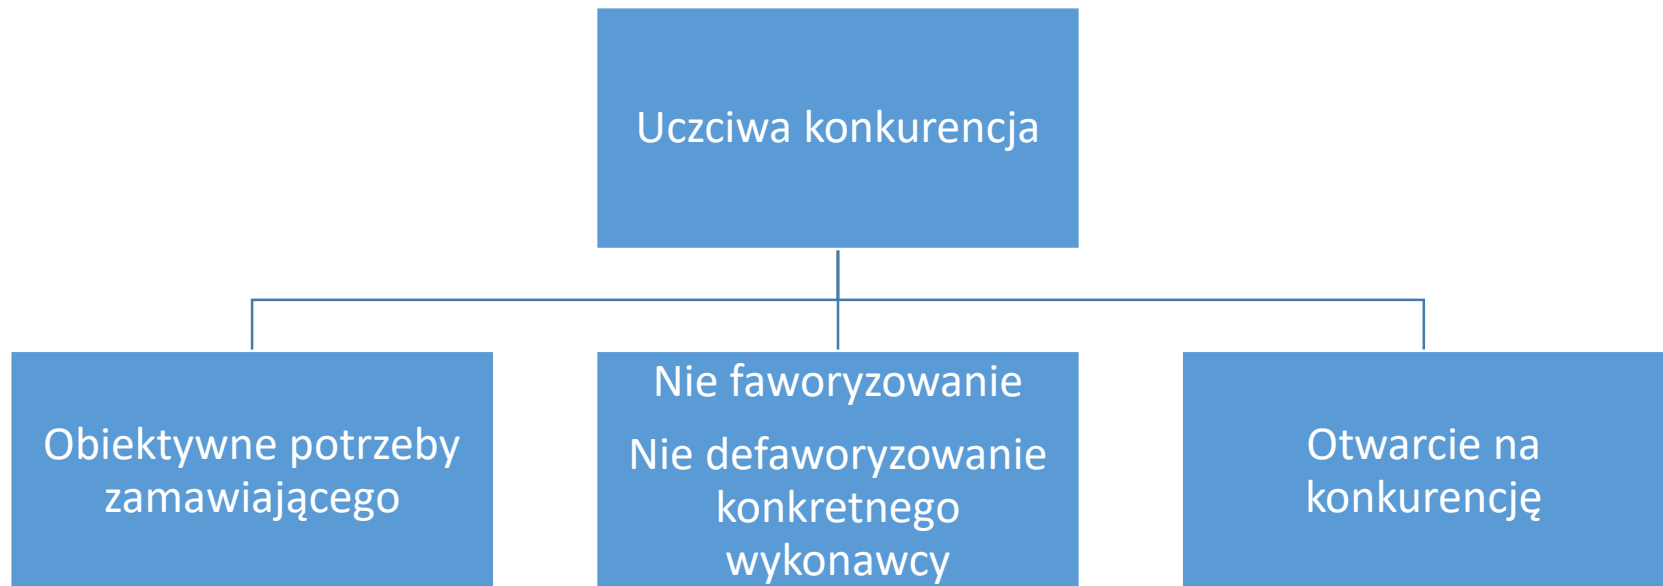 Uczciwa konkurencja
Obiektywne potrzeby
zamawiającego
Nie faworyzowanie
Nie defaworyzowanie
konkretnego
wykonawcy
Otwarcie na
konkurencję